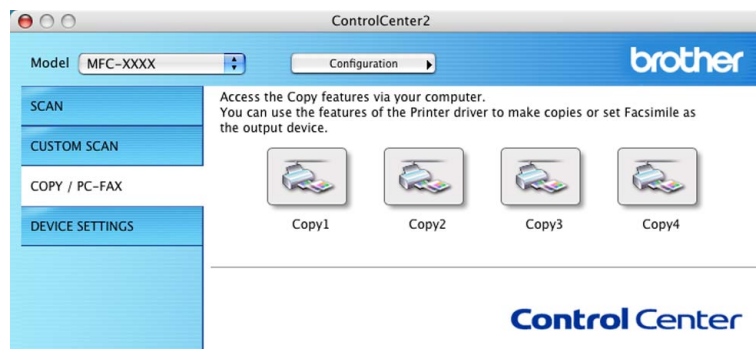 ControlCenter2
Model MFC-XXXX
Configuration
brother
SCAN
CUSTOM SCAN
COPY / PC-FAX
DEVICE SETTINGS
Access the Copy features via your computer.
You can use the features of the Printer driver to make copies or set Facsimile as
the output device.
Copy1 Copy2 Copy3 Copy4
Control Center